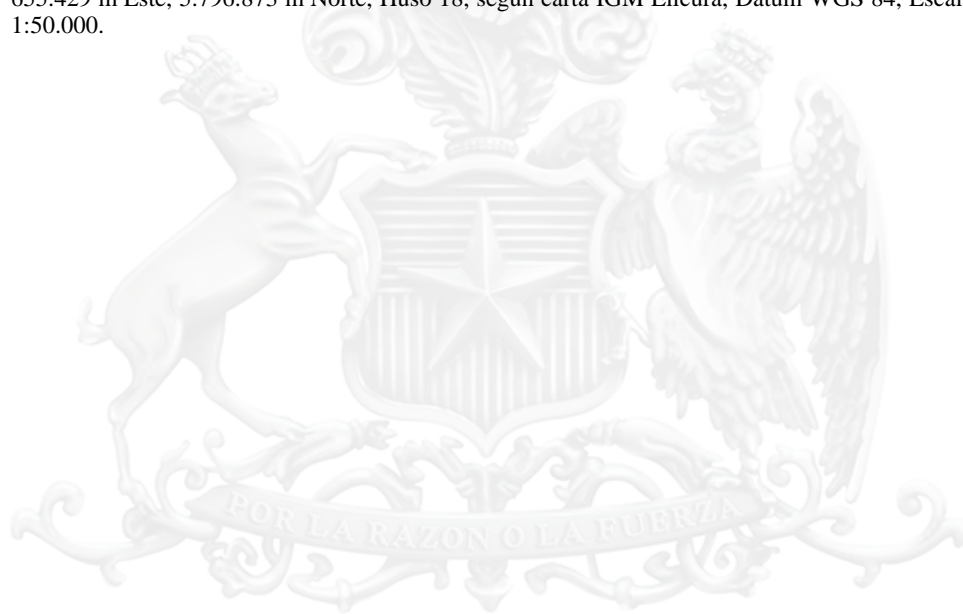 655.429 m Este, 5.796.873 m Norte, Huso 18, según carta IGM Lleura, Datum WGS 84,
1:50.000.
POR LA RAZON O LA FUERZA